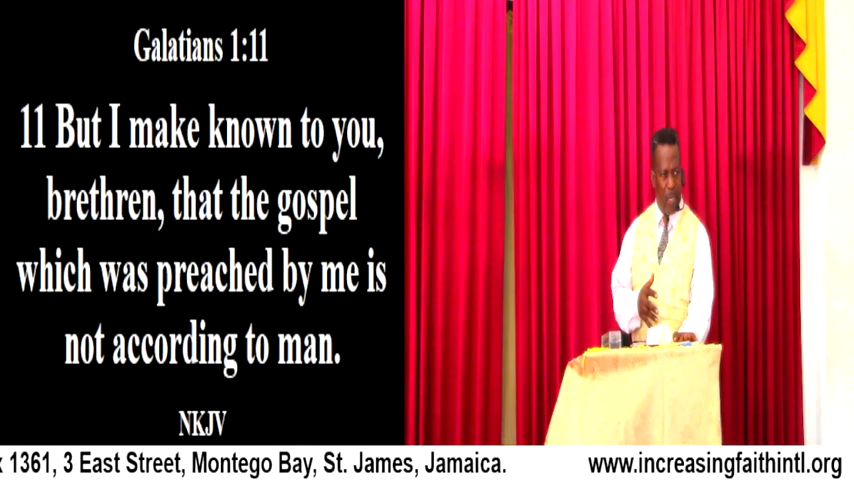 Galatians 1:11
11 But I make known to you,
brethren, that the gospel
which was preached by me is
not according to man.
NKJV
1361, 3 East Street, Montego Bay, St. James, Jamaica. www.increasingfaithintl.org